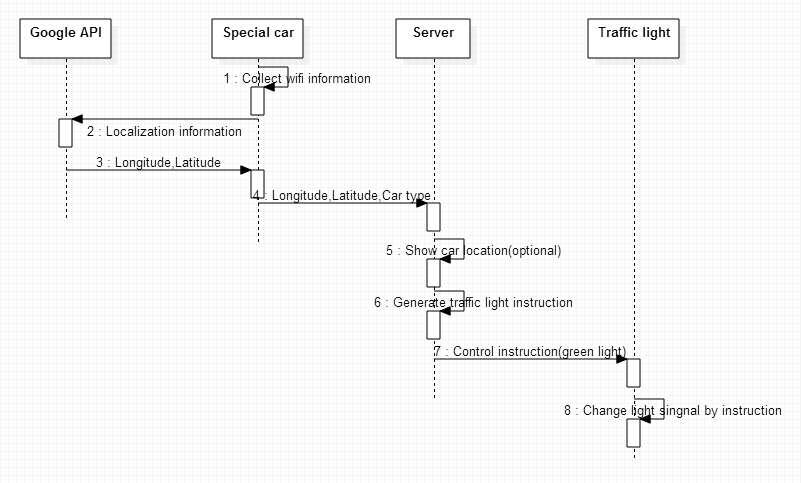 Google API
Special car
Server
Traffic light
1 : Collect wifi information
2 : Localization information
3 : Longitude,Latitude
4 : Longitude,Latitude,Car type
5 : Show car location(optional)
6 : Generate traffic light instruction
7 : Control instruction(green light)
8 : Change light singnal by instruction